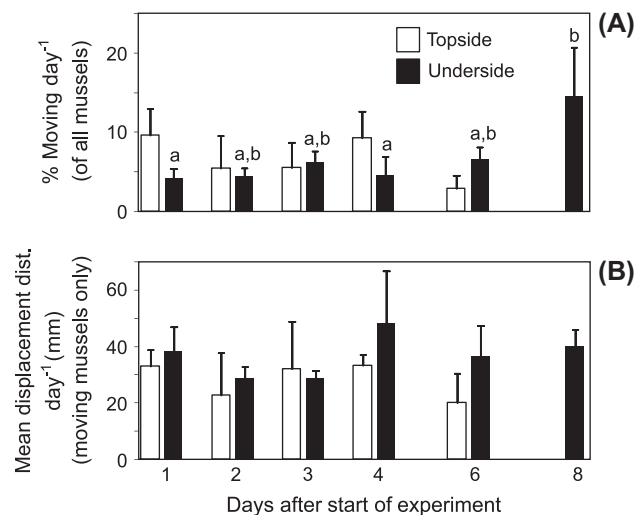 (A)
Topside
Underside
% Moving day-1
(of all mussels)
20
10
0
a
a,b
a,b
a
a,b
b
(B)
Mean displacement dist.
day-1 (mm)
(moving mussels only)
60
40
20
0
1 2 3 4 6 8
Days after start of experiment